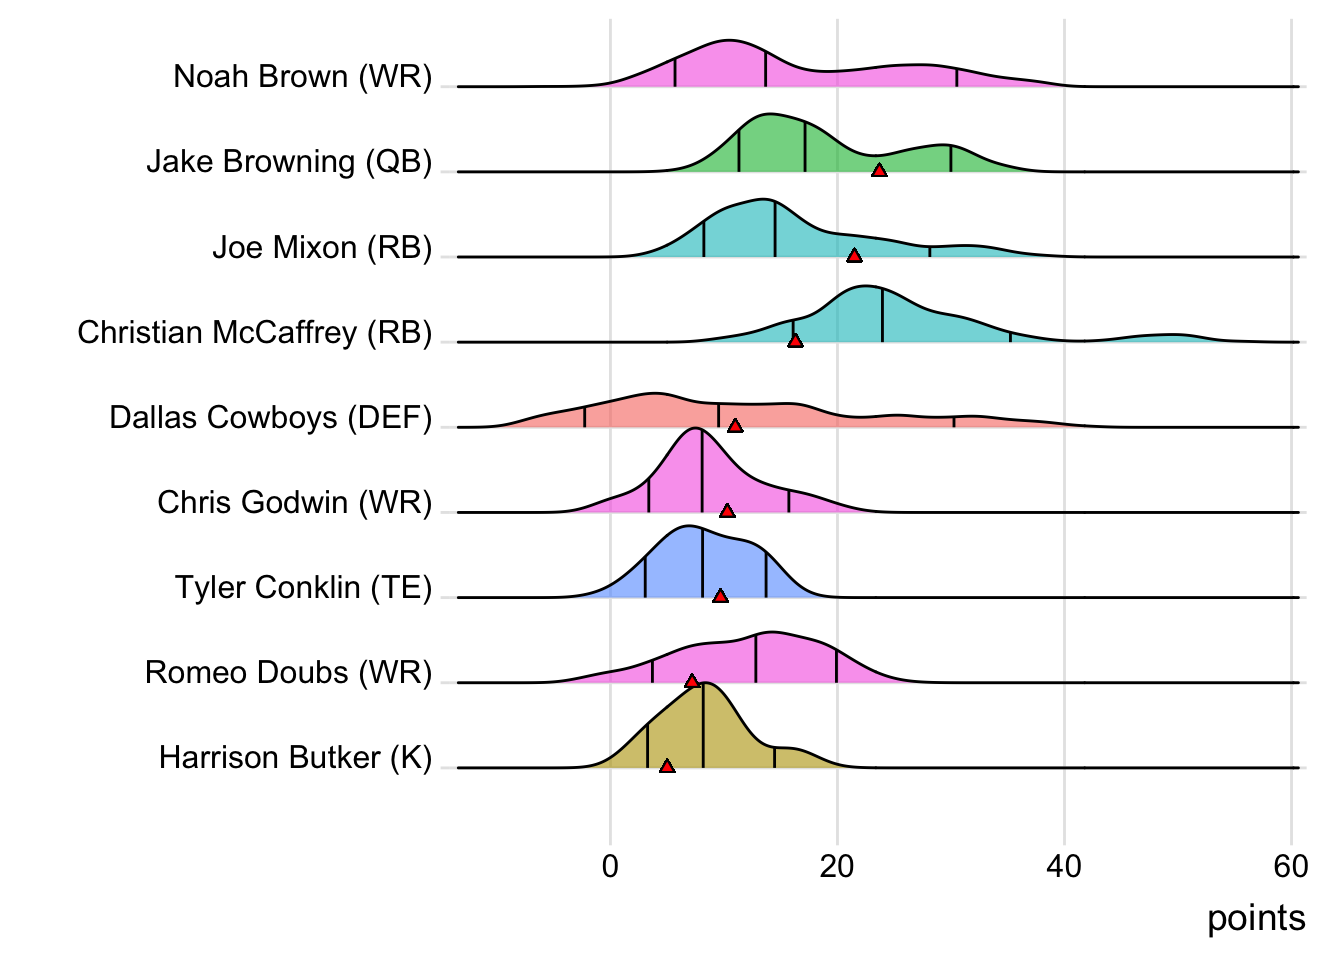 Noah Brown (WR)
Jake Browning (QB)
Joe Mixon (RB)
Christian McCaffrey (RB)
Dallas Cowboys (DEF)
Chris Godwin (WR)
Tyler Conklin (TE)
Romeo Doubs (WR)
Harrison Butker (K)
0 20 40 60
points